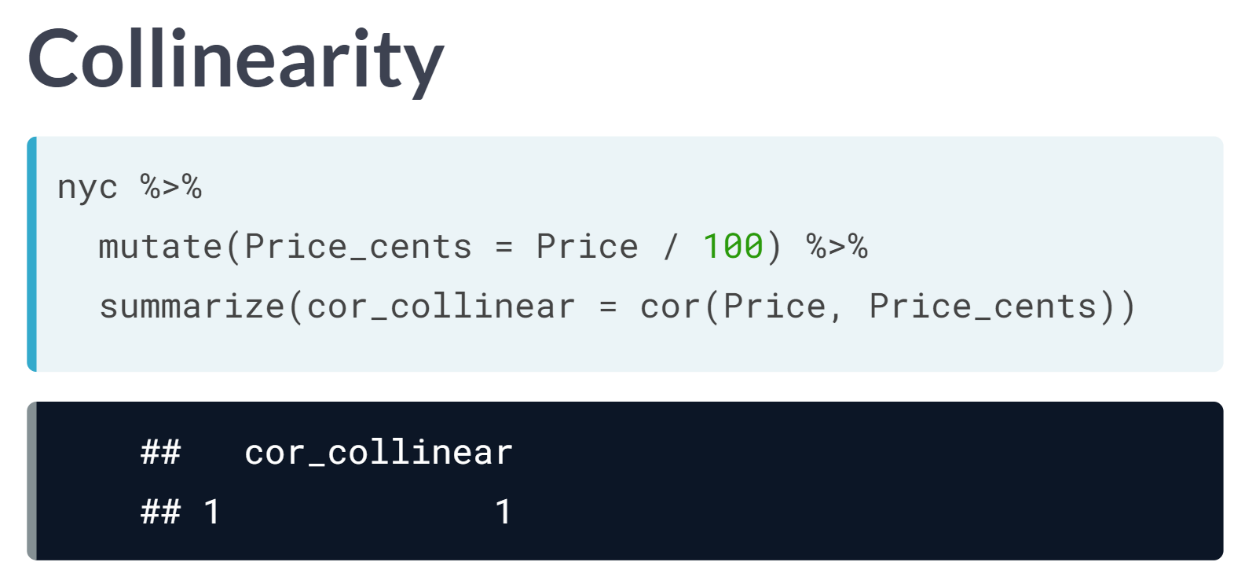 Collinearity
nyc %>%
  mutate(Price_cents = Price / 100) %>%
  summarize(cor_collinear = cor(Price, Price_cents))
##   cor_collinear
## 1             1